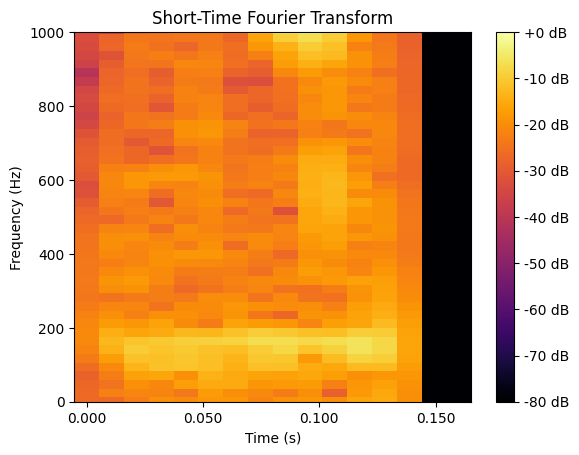 Short-Time Fourier Transform
1000
800
600
400
200
0
Frequency (Hz)
0.000
0.050
0.100
0.150
Time (s)
+0 dB
-10 dB
-20 dB
-30 dB
-40 dB
-50 dB
-60 dB
-70 dB
-80 dB